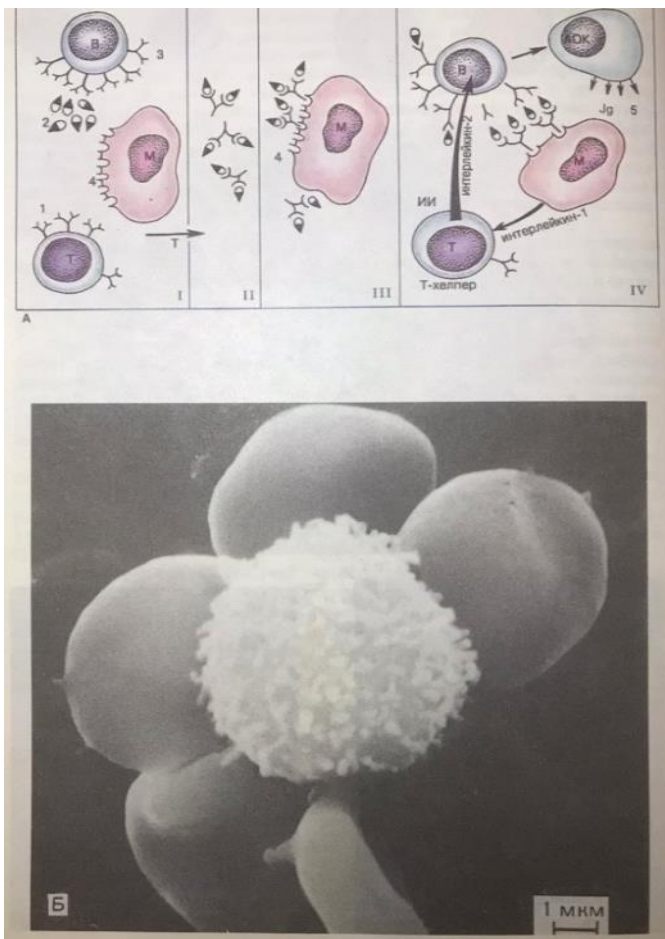 В
3
2
М
4
1
Т
Т
I
А
II
М
4
III
В
АОК
Jg 5
интерлейкин-2
М
ИИ
интерлейкин-1
Т
Т-хелпер
IV
Б
1 мкм